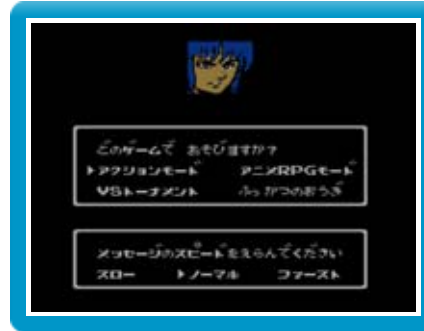 どのゲームで あそびますか?
▶アクションモード アニメRPGモード
VSトーナメント ふっかつのおうぎ
メッセージのスピードをえらんでください
スロー ▶ノーマル ファースト